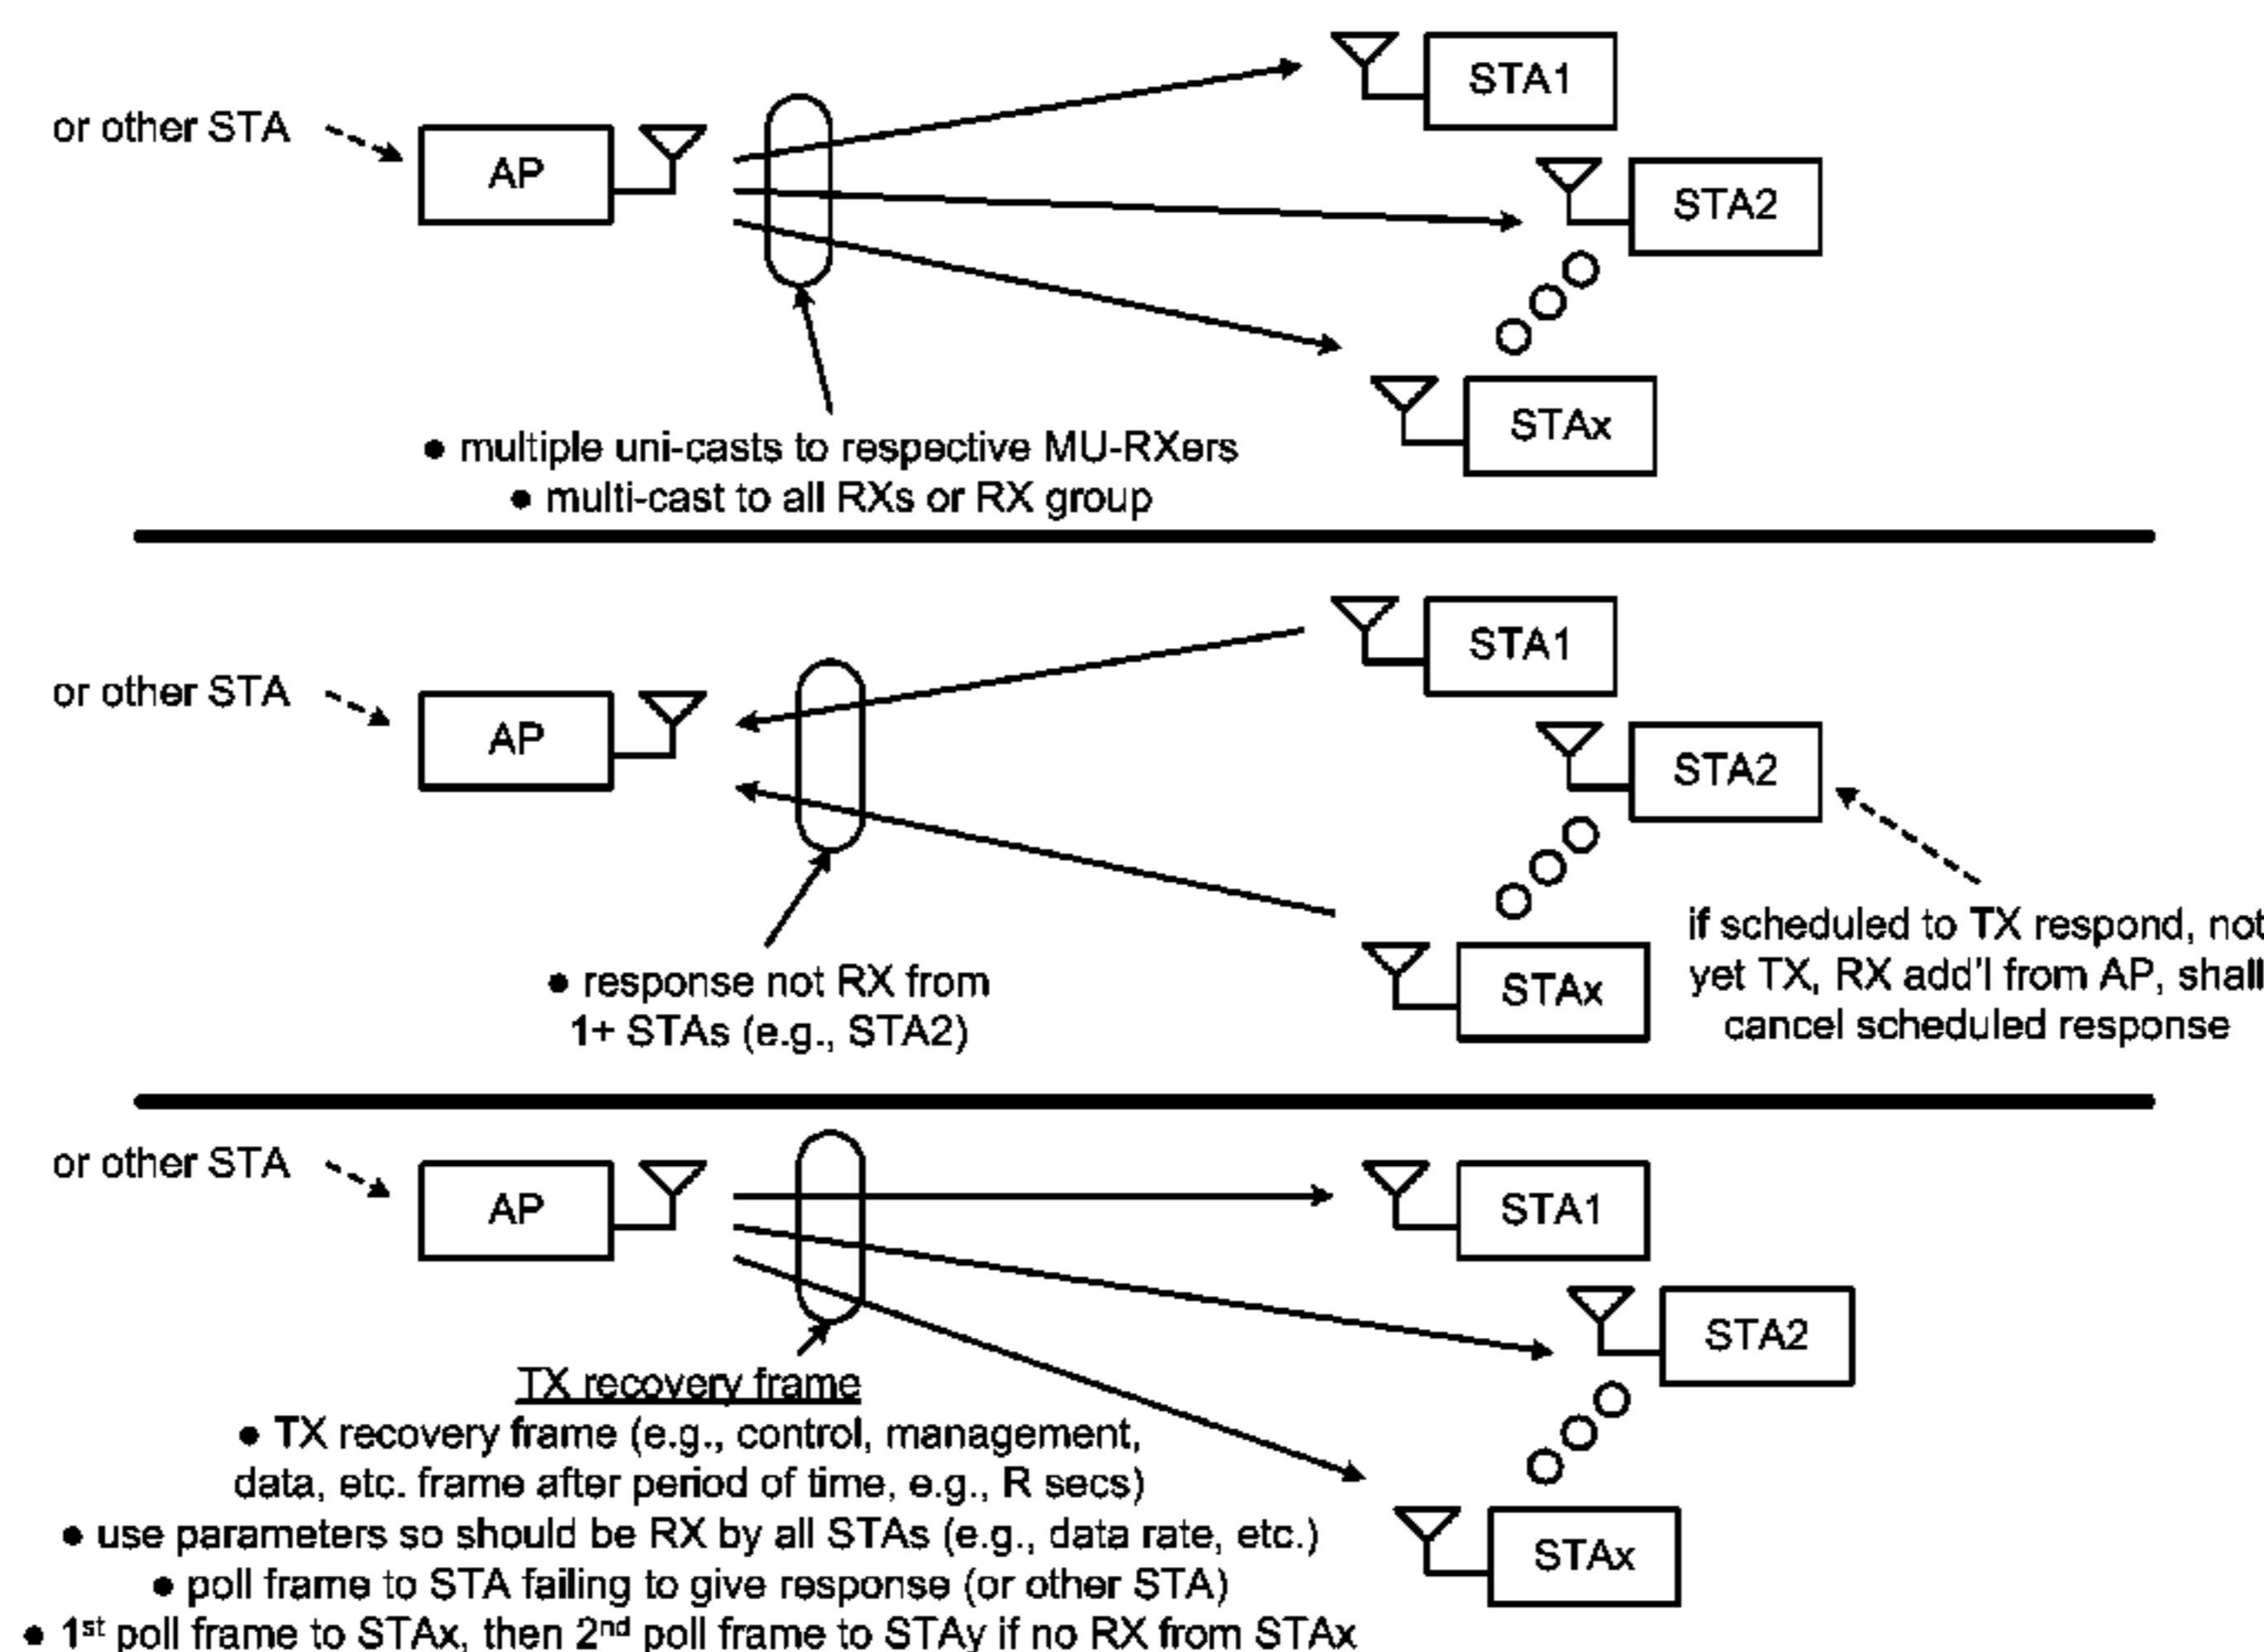 STA1
or other STA
AP
STA2
STAx
● multiple uni-casts to respective MU-RXers
● multi-cast to all RXs or RX group
STA1
or other STA
AP
STA2
if scheduled to TX respond, not
yet TX, RX add'l from AP, shall
cancel scheduled response
● response not RX from
1+ STAs (e.g., STA2)
STAx
or other STA
AP
STA1
STA2
TX recovery frame
● TX recovery frame (e.g., control, management,
data, etc. frame after period of time, e.g., R secs)
● use parameters so should be RX by all STAs (e.g., data rate, etc.)
● poll frame to STA failing to give response (or other STA)
● 1st poll frame to STAx, then 2nd poll frame to STAy if no RX from STAx
STAx